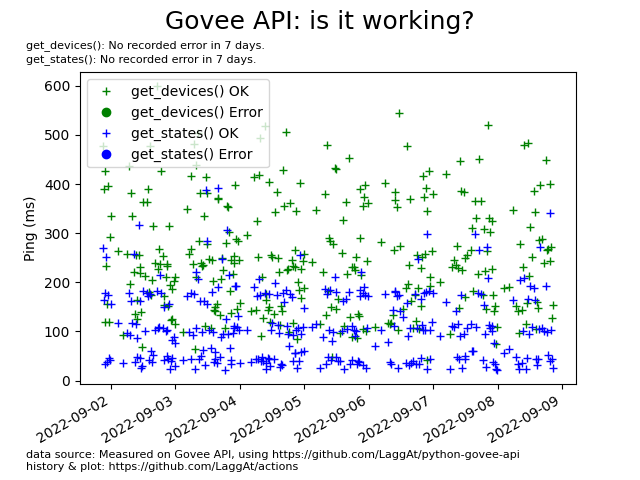 Govee API: is it working?
get_devices(): No recorded error in 7 days.
get_states(): No recorded error in 7 days.
get_devices() OK
get_devices() Error
get_states() OK
get_states() Error
Ping (ms)
600
500
400
300
200
100
0
2022-09-02
2022-09-03
2022-09-04
2022-09-05
2022-09-06
2022-09-07
2022-09-08
2022-09-09
data source: Measured on Govee API, using https://github.com/LaggAt/python-govee-api
history & plot: https://github.com/LaggAt/actions